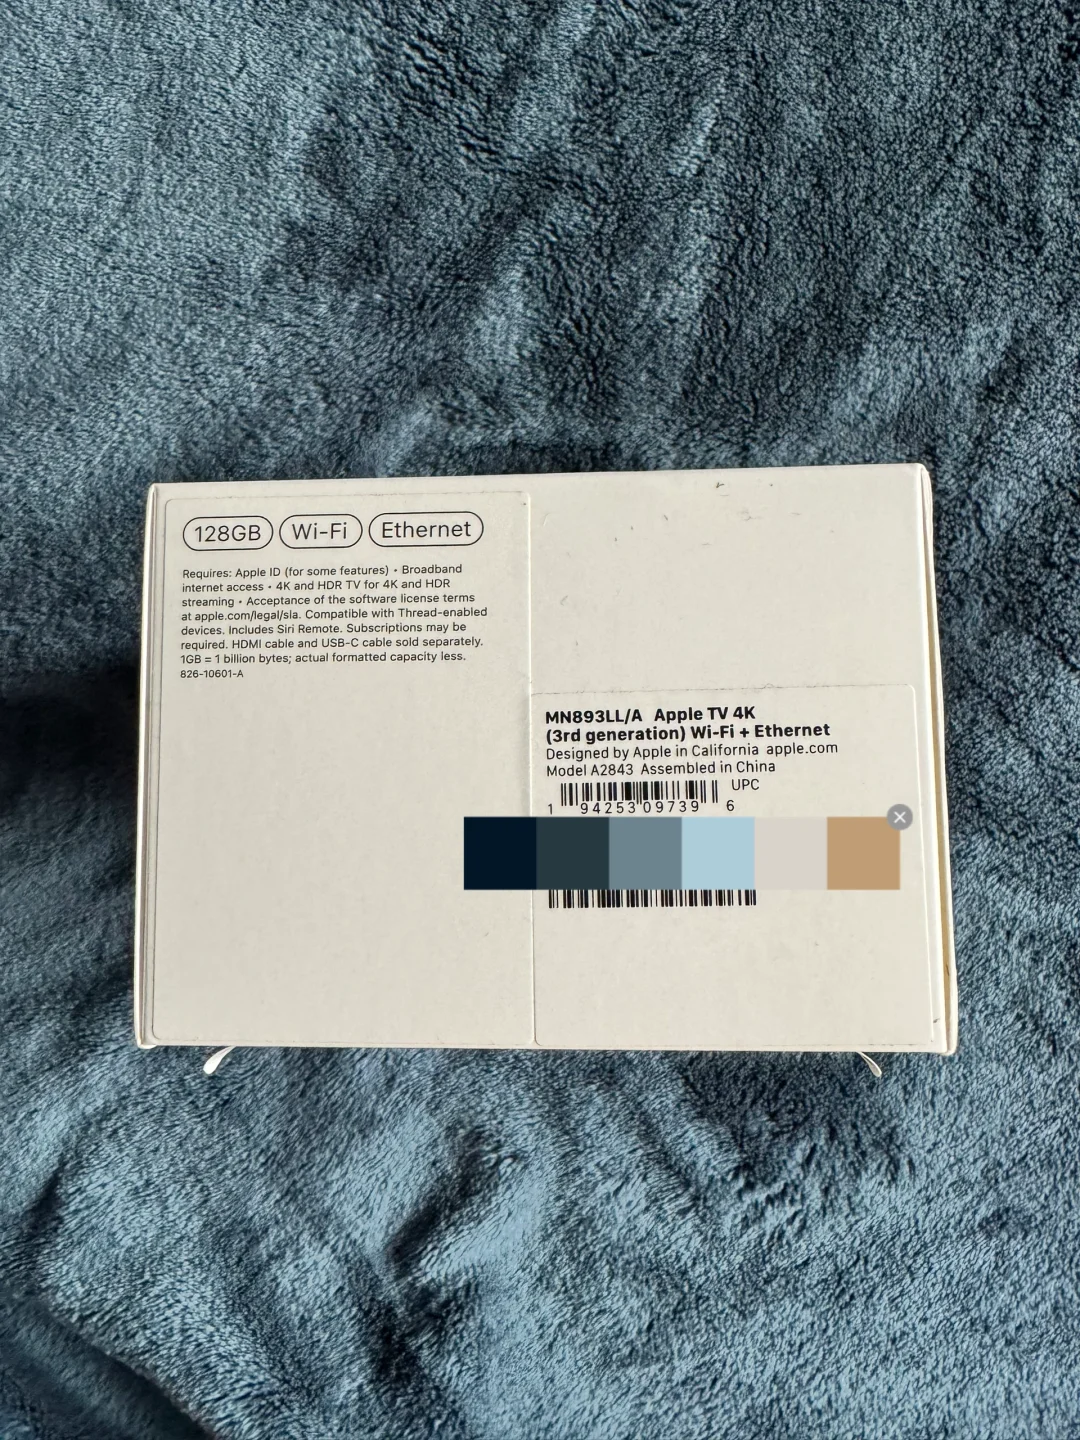 128GB Wi-Fi Ethernet
Requires: Apple ID (for some features) • Broadband
internet access • 4K and HDR TV for 4K and HDR
streaming • Acceptance of the software license terms
at apple.com/legal/sla. Compatible with Thread-enabled
devices. Includes Siri Remote. Subscriptions may be
required. HDMI cable and USB-C cable sold separately.
1GB = 1 billion bytes; actual formatted capacity less.
826-10601-A
MN893LL/A Apple TV 4K
(3rd generation) Wi-Fi + Ethernet
Designed by Apple in California apple.com
Model A2843 Assembled in China
UPC
1 94253 09739 6